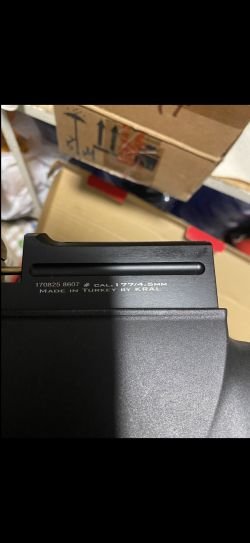 170825 8607 # CAL.177/4.5MM
MADE IN TURKEY BY KRAL